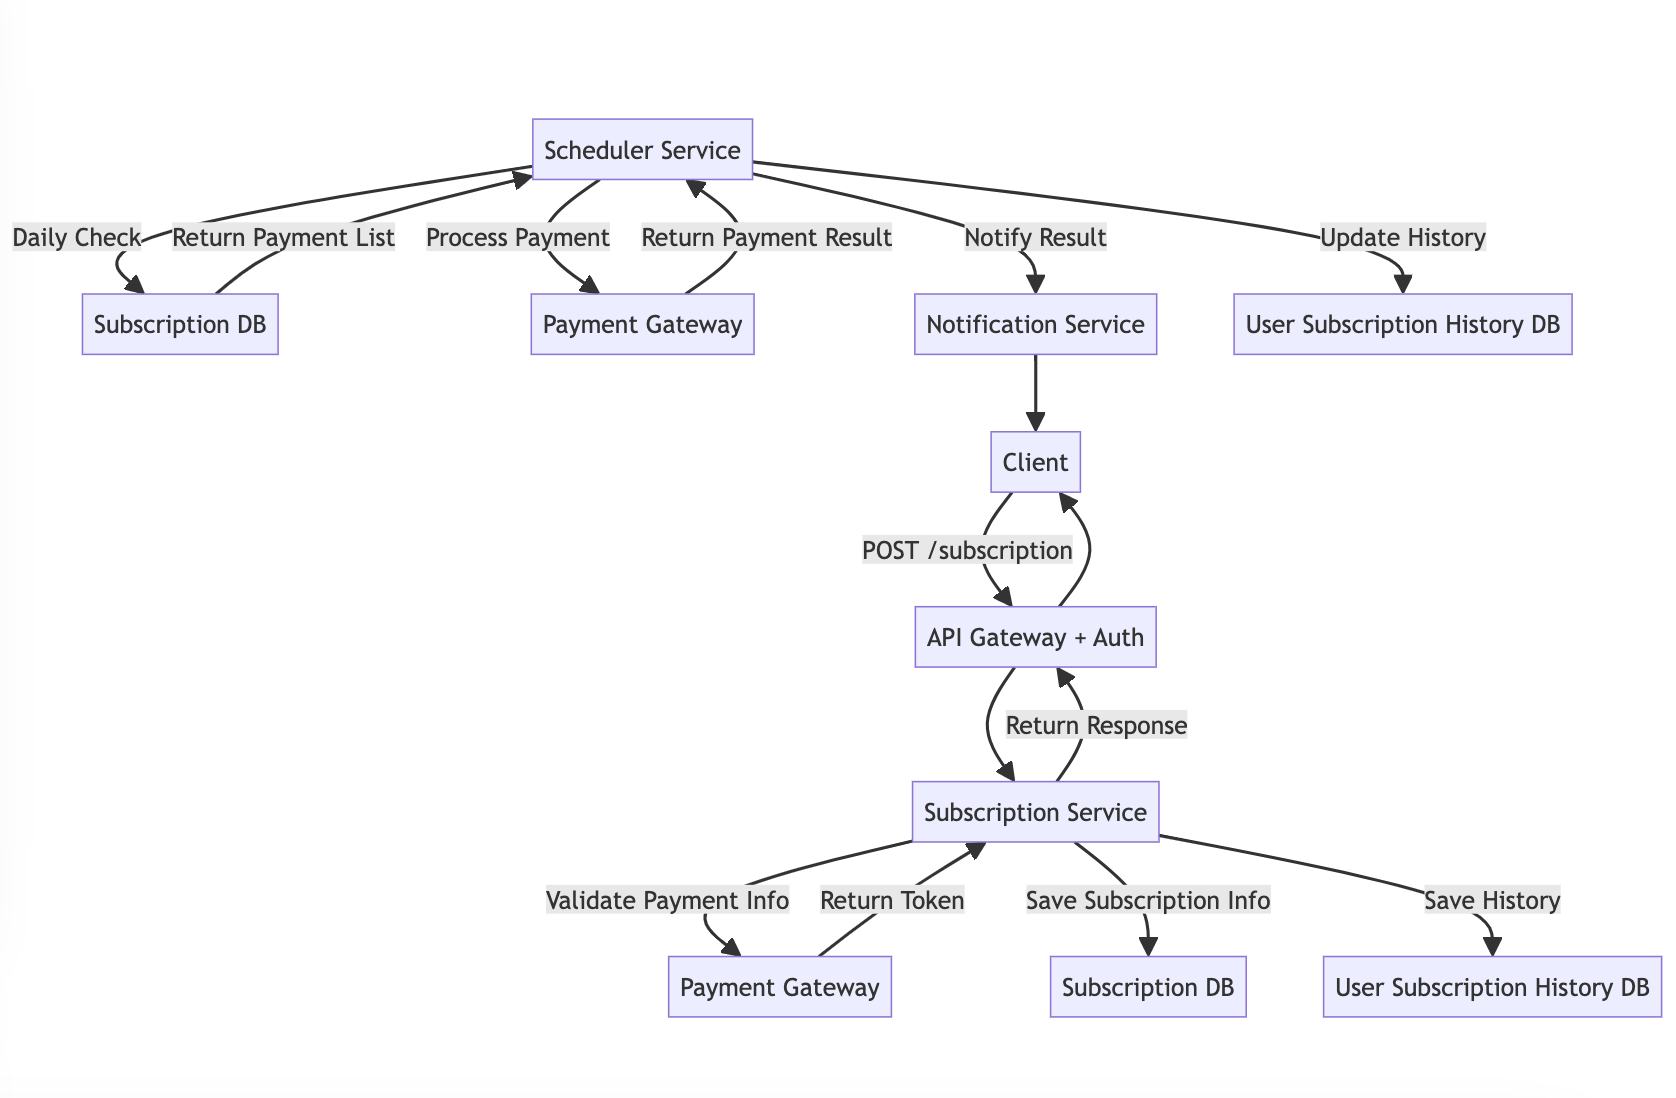 Scheduler Service
Daily Check
Return Payment List
Process Payment
Return Payment Result
Notify Result
Update History
Subscription DB
Payment Gateway
Notification Service
User Subscription History DB
Client
POST /subscription
API Gateway + Auth
Return Response
Subscription Service
Validate Payment Info
Return Token
Save Subscription Info
Save History
Payment Gateway
Subscription DB
User Subscription History DB